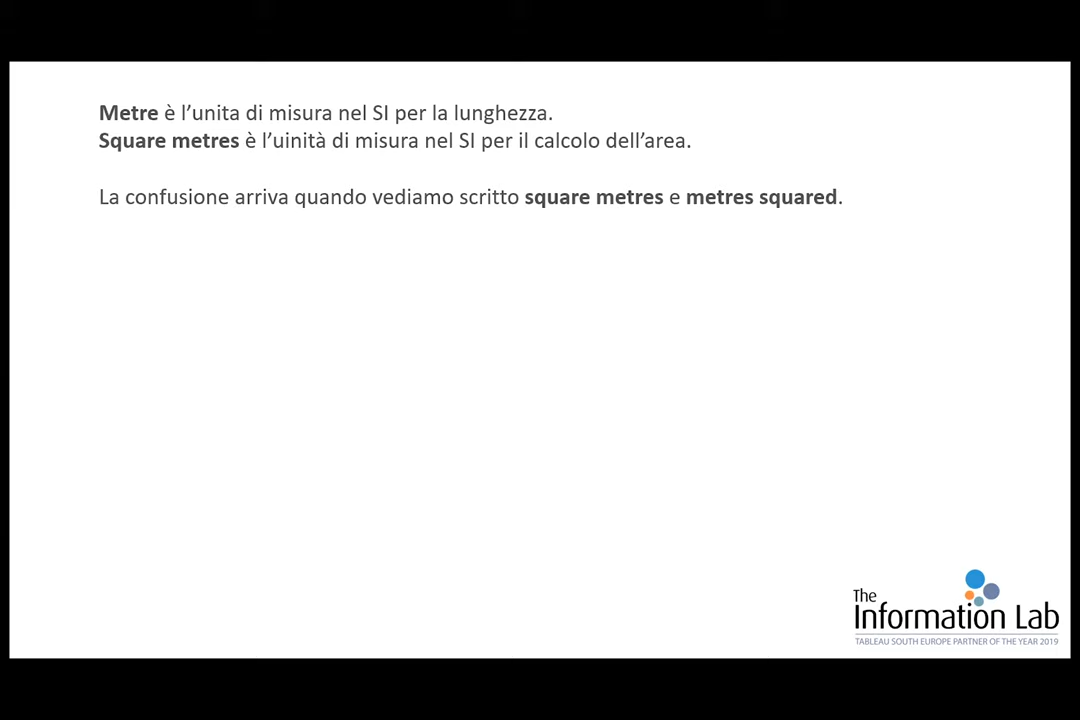 Metre è l’unita di misura nel SI per la lunghezza.
Square metres è l’uinità di misura nel SI per il calcolo dell’area.
La confusione arriva quando vediamo scritto square metres e metres squared.
The
Information Lab
TABLEAU SOUTH EUROPE PARTNER OF THE YEAR 2019